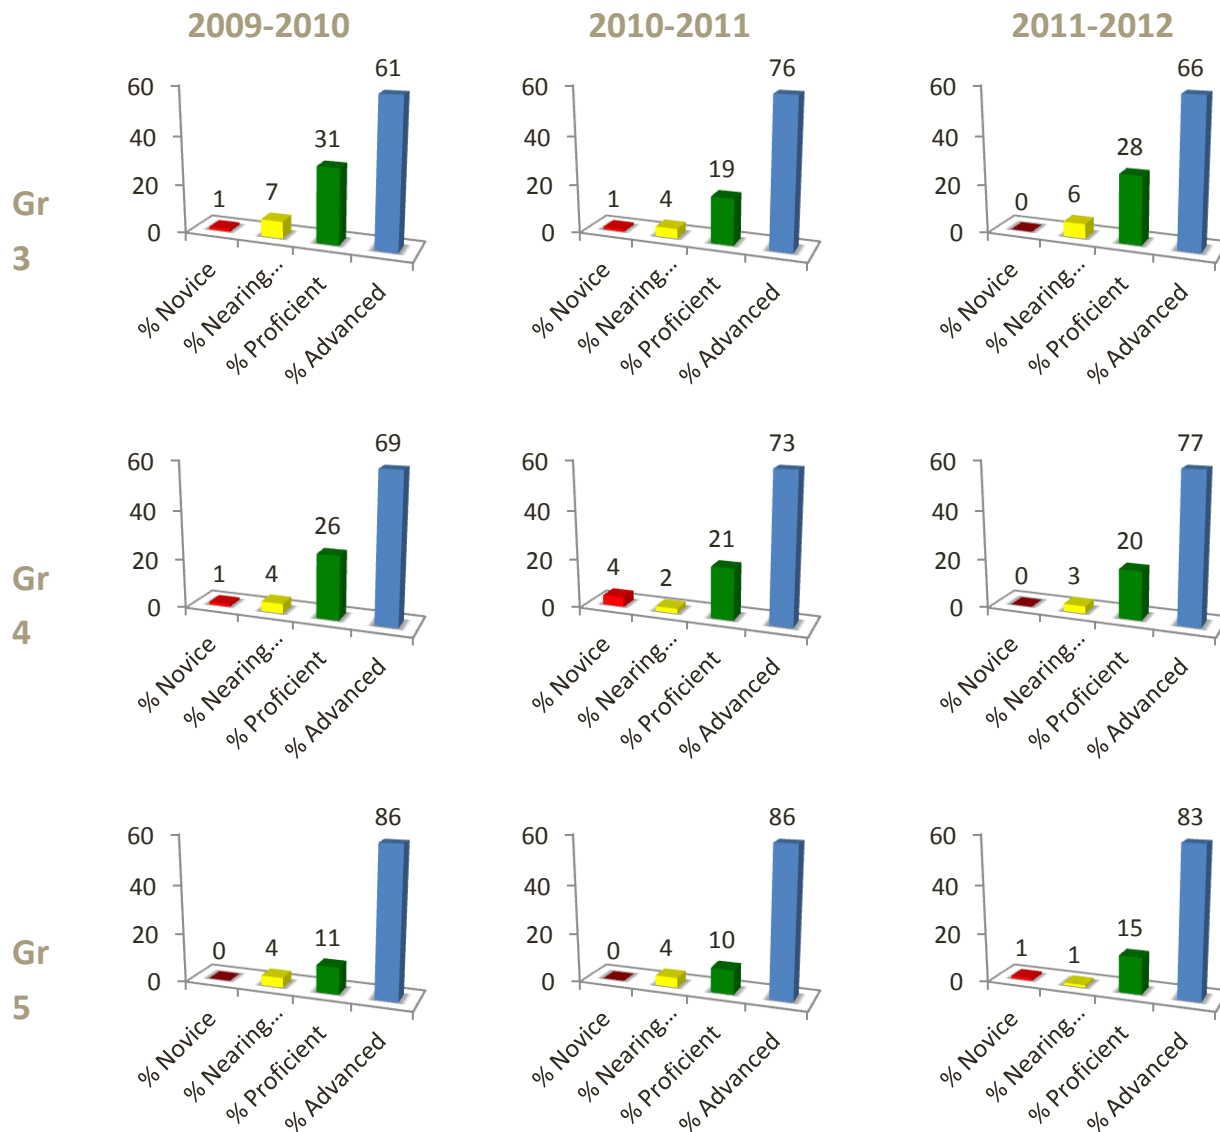 2009-2010 2010-2011 2011-2012
Gr
3
61
60
40
31
20
7
1
0
% Novice
% Nearing...
% Proficient
% Advanced
76
60
40
19
20
4
1
0
% Novice
% Nearing...
% Proficient
% Advanced
66
60
40
28
20
6
0
0
% Novice
% Nearing...
% Proficient
% Advanced
Gr
4
69
60
40
26
20
4
1
0
% Novice
% Nearing...
% Proficient
% Advanced
73
60
40
21
20
4
2
0
% Novice
% Nearing...
% Proficient
% Advanced
77
60
40
20
20
3
0
0
% Novice
% Nearing...
% Proficient
% Advanced
Gr
5
86
60
40
20
11
4
0
0
% Novice
% Nearing...
% Proficient
% Advanced
86
60
40
20
10
4
0
0
% Novice
% Nearing...
% Proficient
% Advanced
83
60
40
20
15
1
1
0
% Novice
% Nearing...
% Proficient
% Advanced